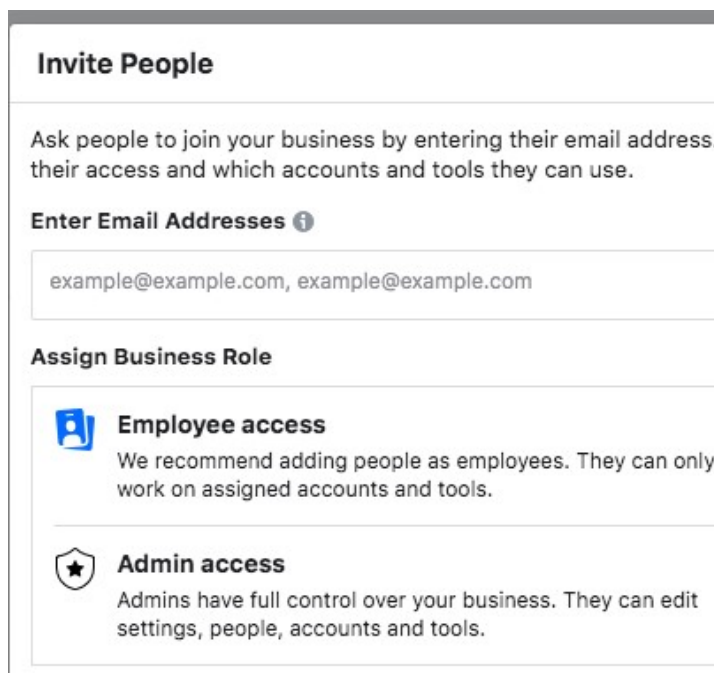 Invite People
Ask people to join your business by entering their email address.
their access and which accounts and tools they can use.
Enter Email Addresses
example@example.com, example@example.com
Assign Business Role
Employee access
We recommend adding people as employees. They can only
work on assigned accounts and tools.
Admin access
Admins have full control over your business. They can edit
settings, people, accounts and tools.